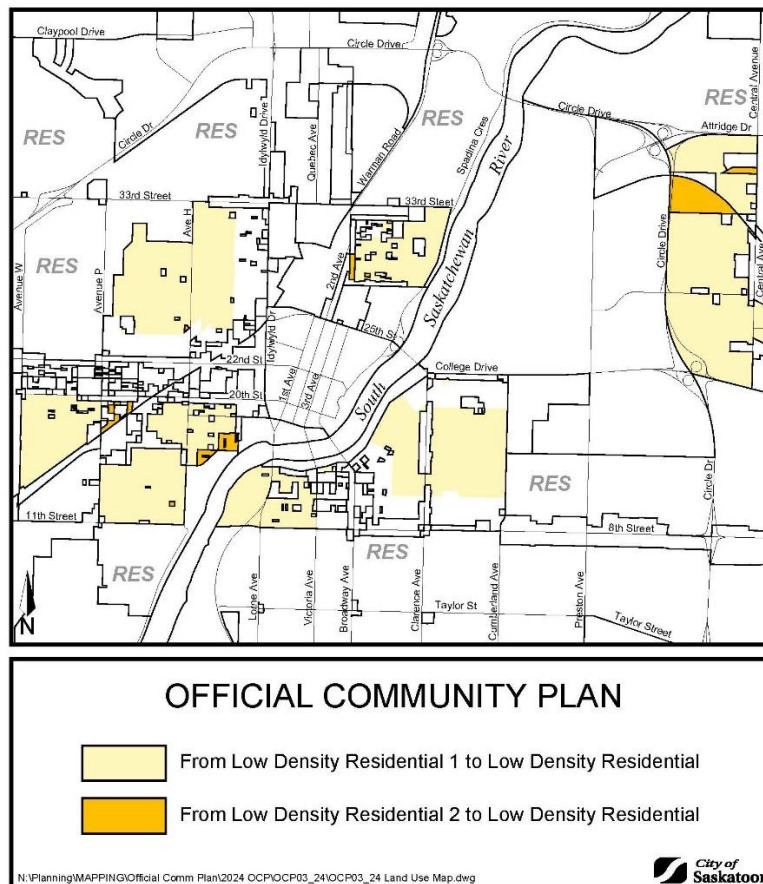 Claypool Drive
Circle Drive
RES
Circle Dr
RES
Idylwyld Drive
Quebec Ave
Warman Road
RES
Spadina Cres
River
Circle Drive
RES
Central Avenue
Attridge Dr
33rd Street
33rd Steet
Ave H
RES
Avenue W
Avenue P
2nd Ave
Saskatchewan
Circle Drive
Central Ave
Idylwyld Dr
25th St
22nd St
1st Ave
3rd Ave
20th St
South
College Drive
RES
Circle Dr
11th Street
8th Street
RES
RES
Lorne Ave
Victoria Ave
Broadway Ave
Clarence Ave
Cumberland Ave
Preston Ave
Taylor St
Taylor Street
N
OFFICIAL COMMUNITY PLAN
From Low Density Residential 1 to Low Density Residential
From Low Density Residential 2 to Low Density Residential
N:\Planning\MAPPING\Official Comm Plan\2024 OCP\OCP03_24\OCP03_24 Land Use Map.dwg
City of
Saskatoon